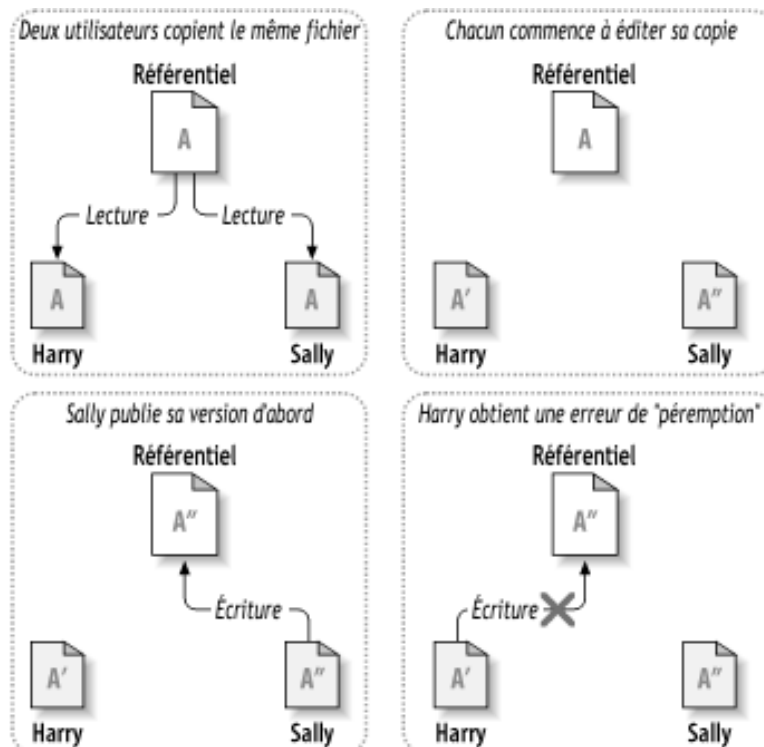 Deux utilisateurs copient le même fichier
Référentiel
A
Lecture
Lecture
A
A
Harry
Sally
Chacun commence à éditer sa copie
Référentiel
A
A'
A"
Harry
Sally
Sally publie sa version d'abord
Référentiel
A"
Écriture
A'
A"
Harry
Sally
Harry obtient une erreur de "péremption"
Référentiel
A"
Écriture
A'
A"
Harry
Sally